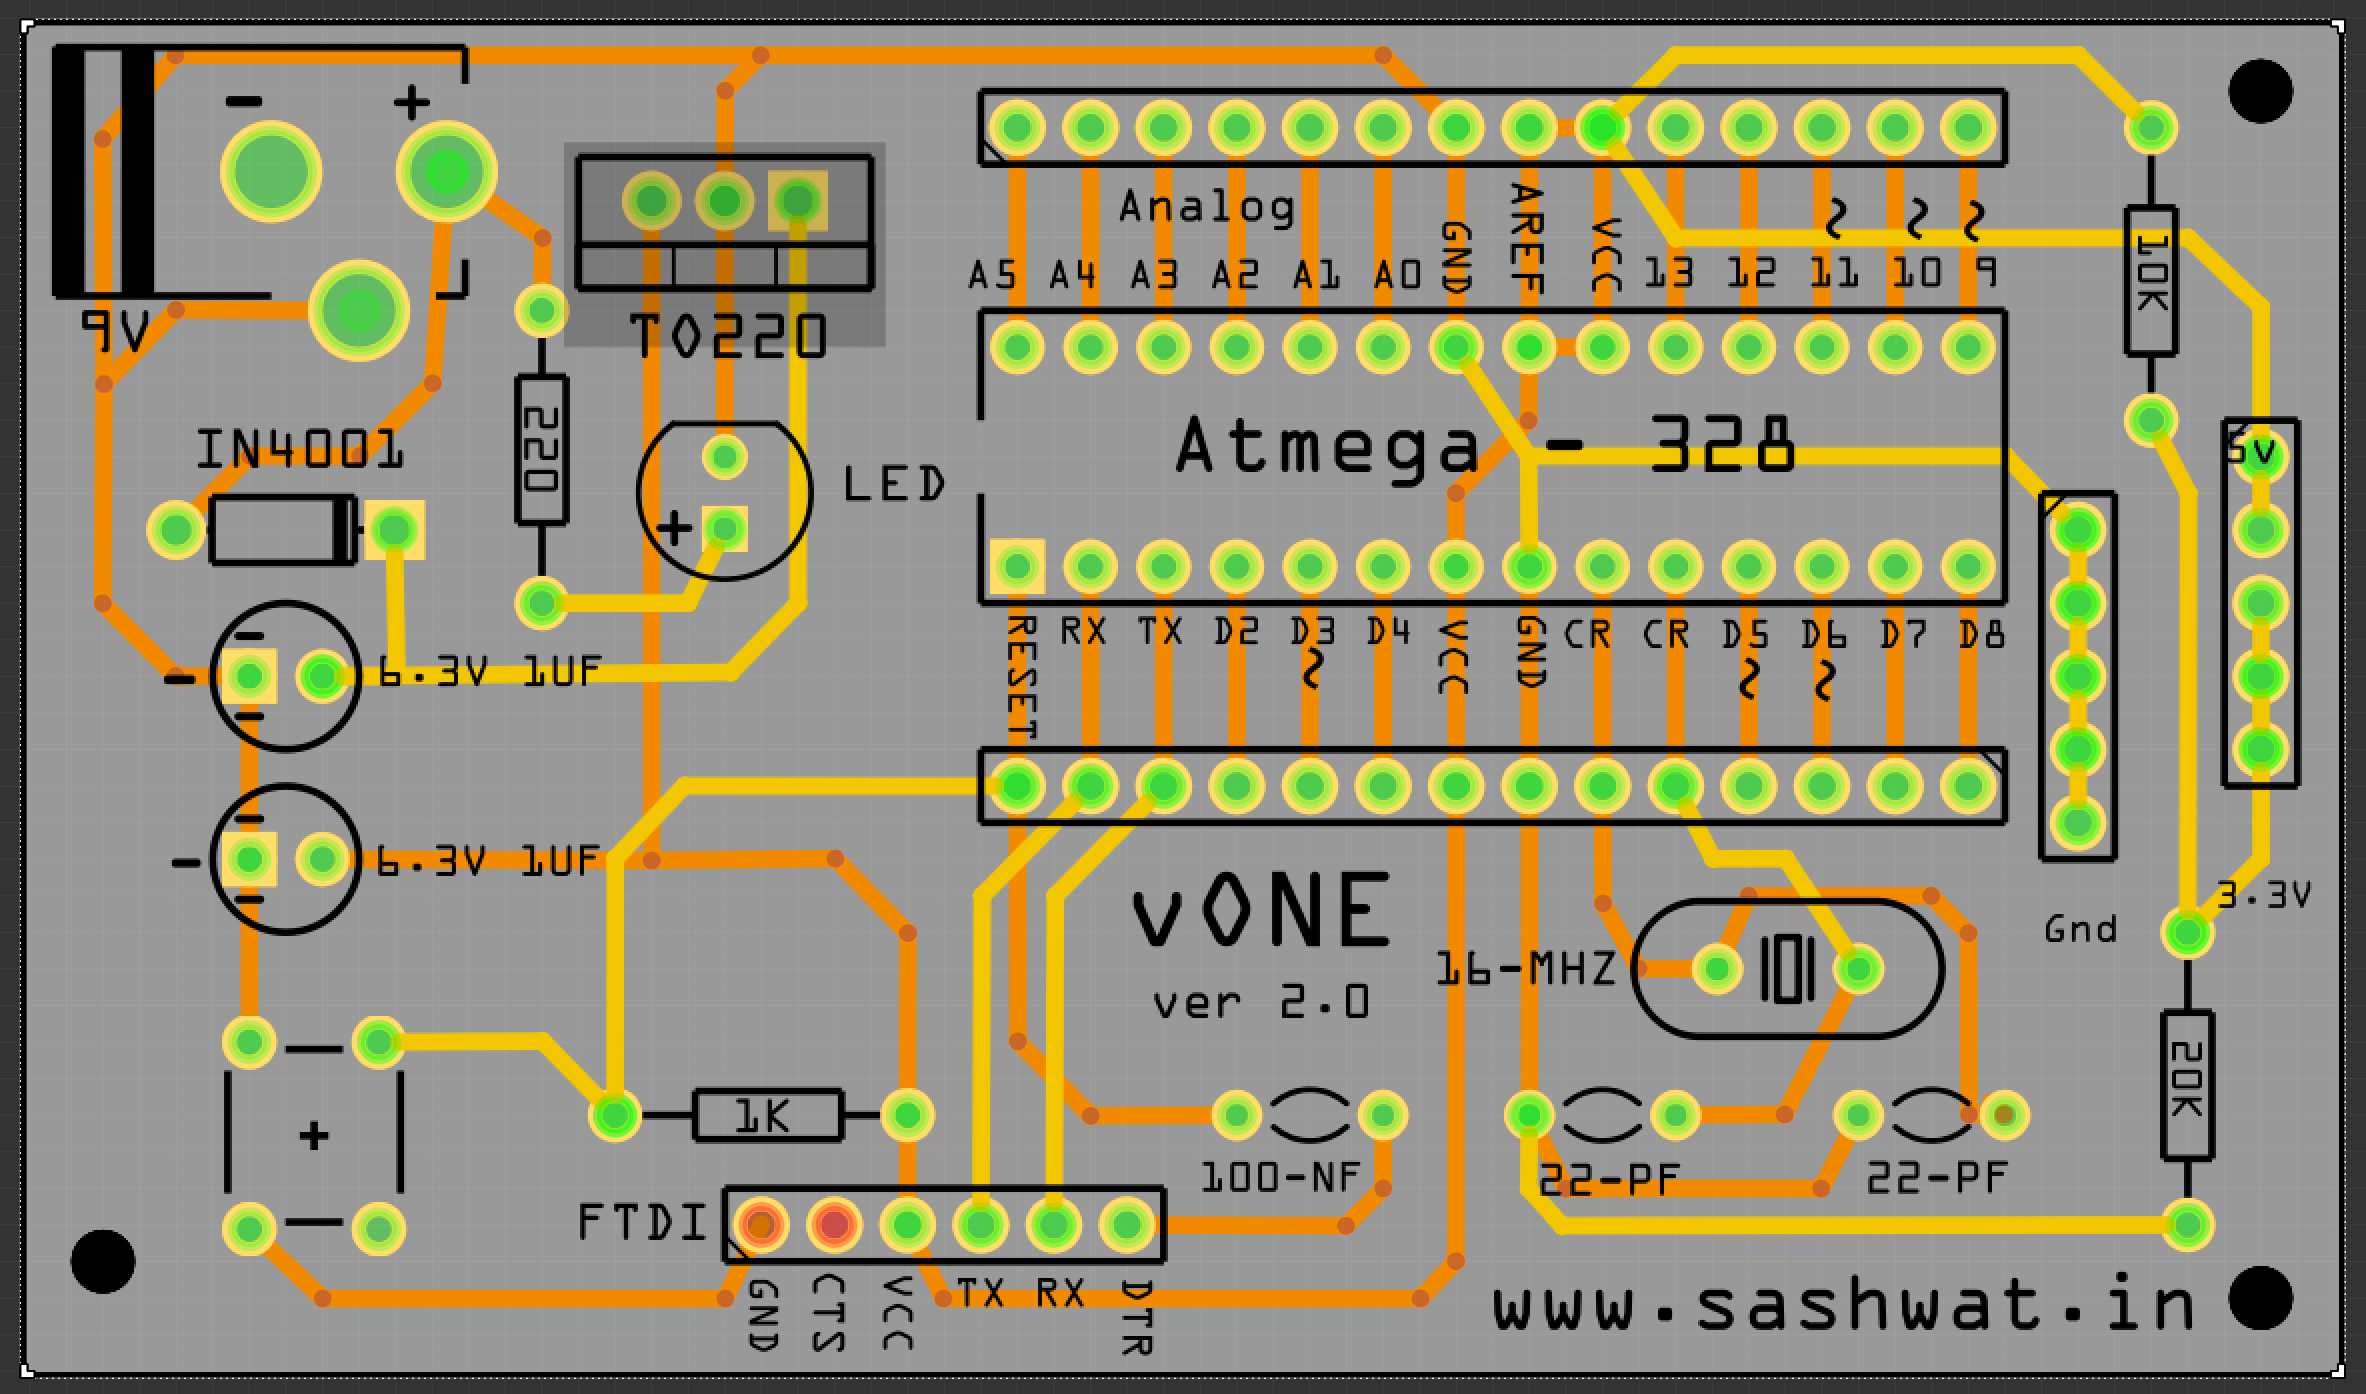 - +
9V
IN4001
220
TO220
LED
+
Analog
A5 A4 A3 A2 A1 A0 GND AREF VCC 13 12 11 10 9
~ ~ ~
Atmega - 328
10K
5v
RESET RX TX D2 D3 D4 VCC GND CR CR D5 D6 D7 D8
~ ~ ~
- 6.3V 1UF
- 6.3V 1UF
vONE
ver 2.0
16-MHZ
Gnd
3.3V
20K
+
1K
100-NF
22-PF
22-PF
FTDI
GND CTS VCC TX RX DTR
www.sashwat.in